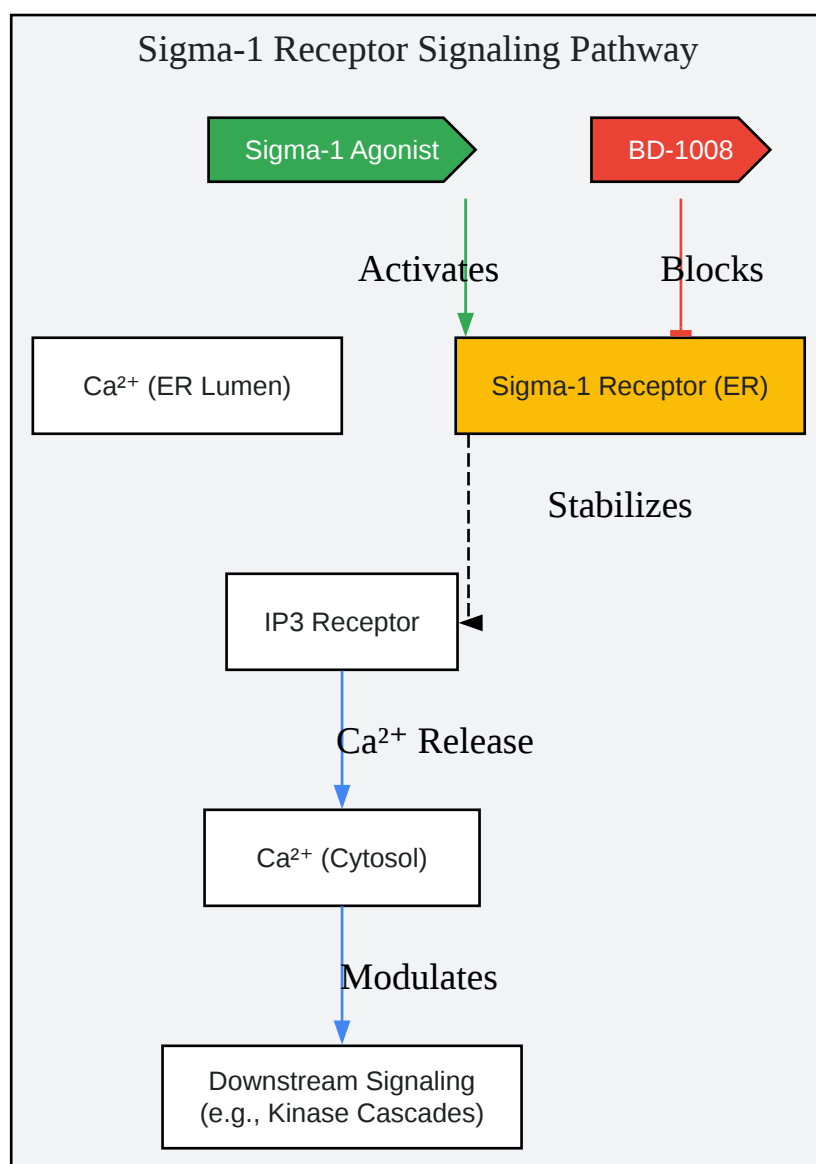 Sigma-1 Receptor Signaling Pathway
Sigma-1 Agonist
BD-1008
Activates
Blocks
Ca²⁺ (ER Lumen)
Sigma-1 Receptor (ER)
Stabilizes
IP3 Receptor
Ca²⁺ Release
Ca²⁺ (Cytosol)
Modulates
Downstream Signaling
(e.g., Kinase Cascades)